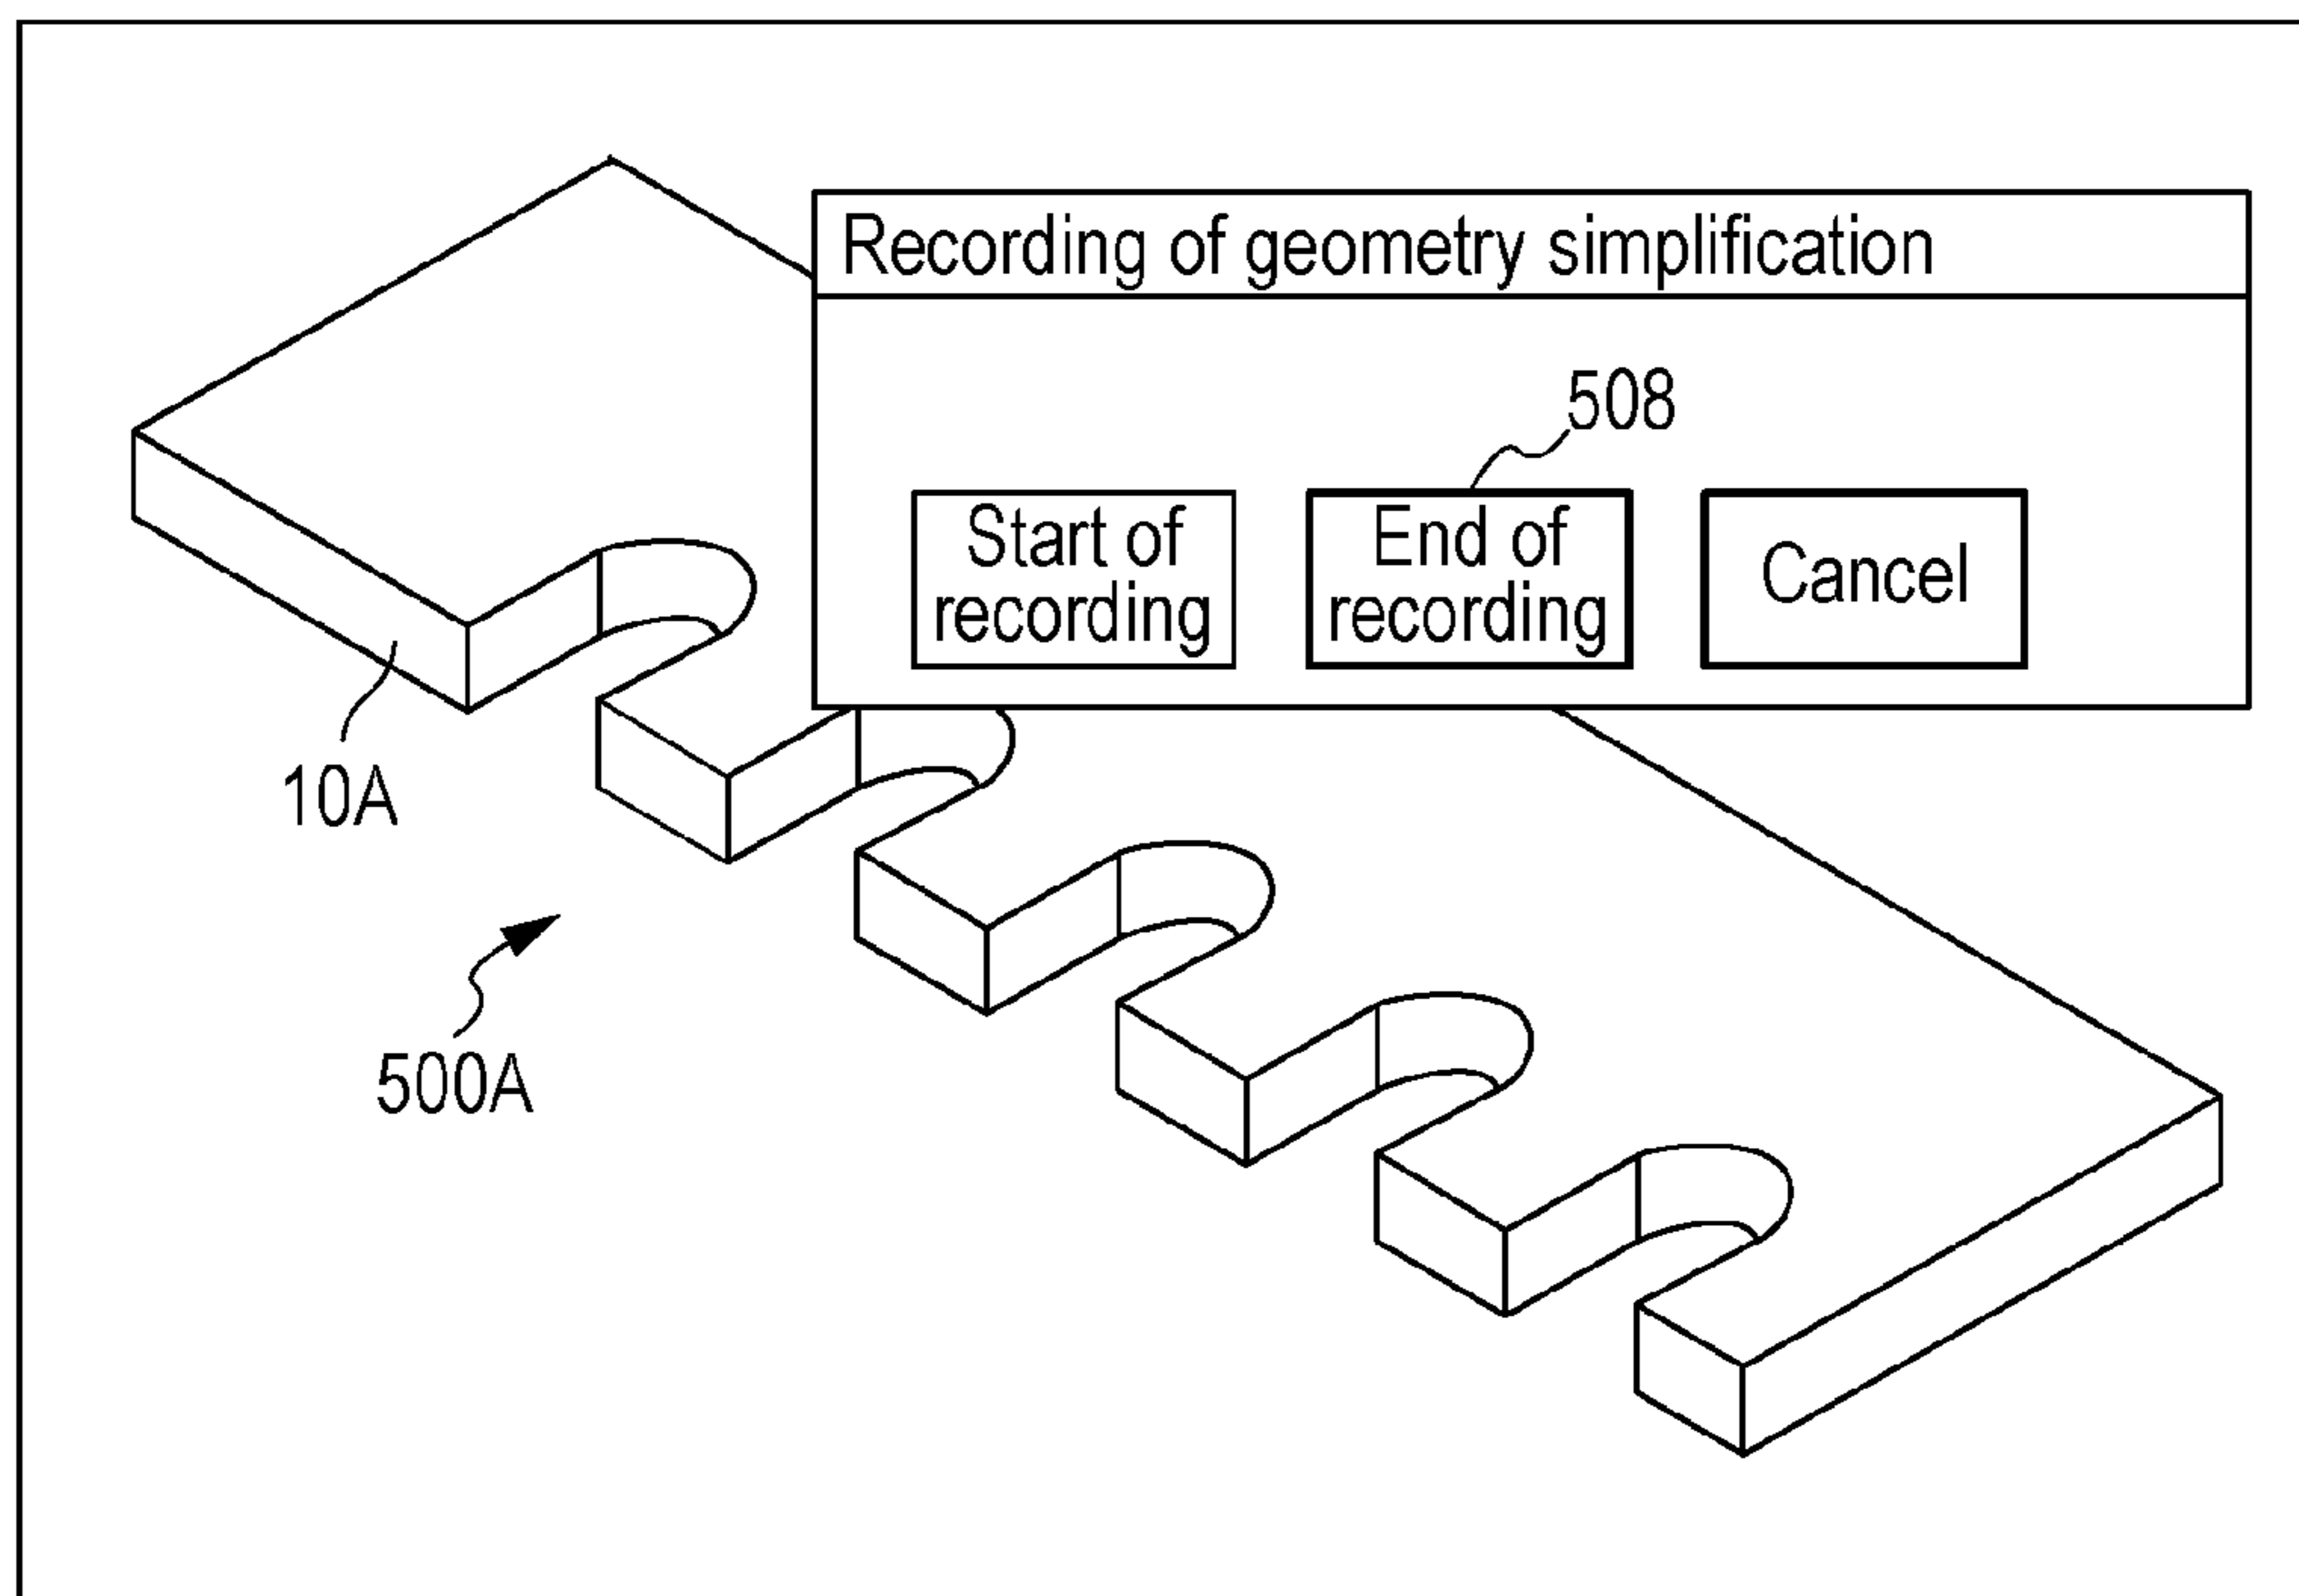 Recording of geometry simplification
508
Start of
recording
End of
recording
Cancel
10A
500A